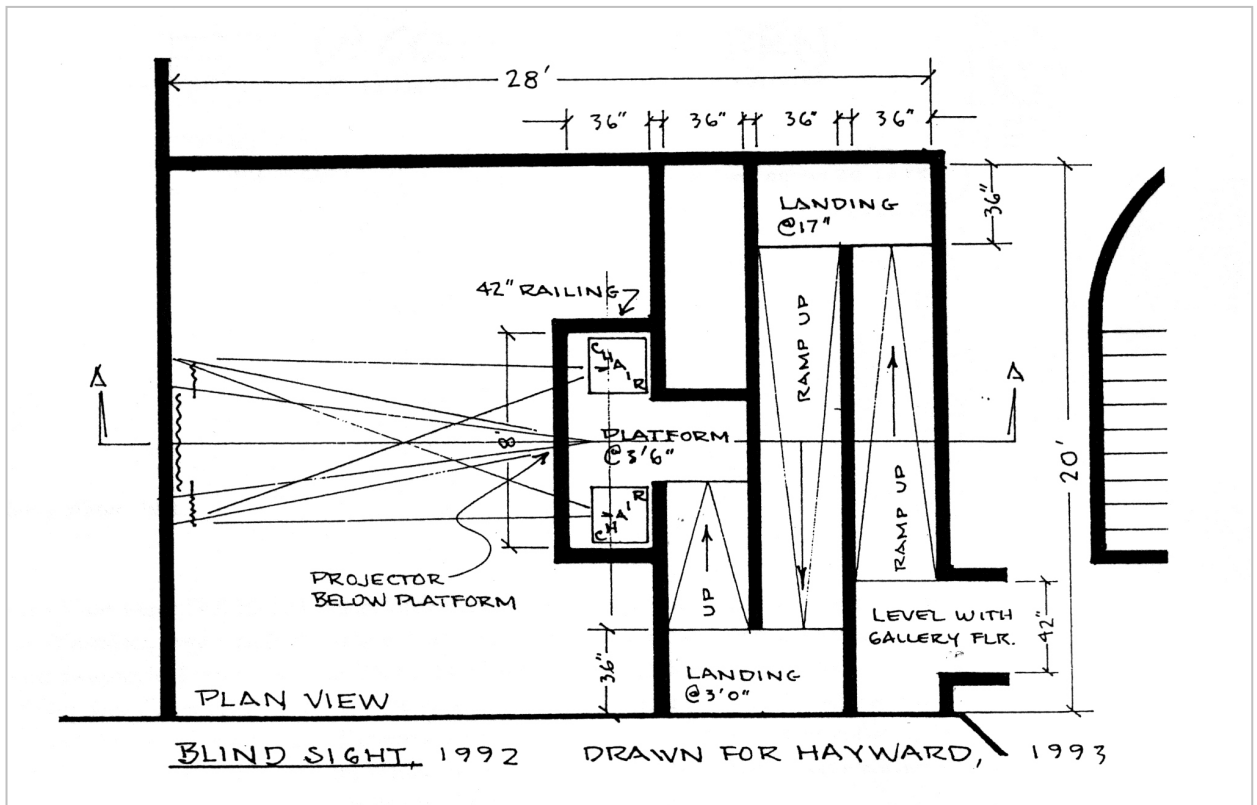 28'
36" 36" 36" 36"
LANDING
@17"
36"
42" RAILING
CHAIR
RAMP UP
8'
PLATFORM
@3'6"
20'
CHAIR
RAMP UP
UP
PROJECTOR
BELOW PLATFORM
LEVEL WITH
GALLERY FLR.
42"
36"
LANDING
@3'0"
PLAN VIEW
BLIND SIGHT, 1992 DRAWN FOR HAYWARD, 1993